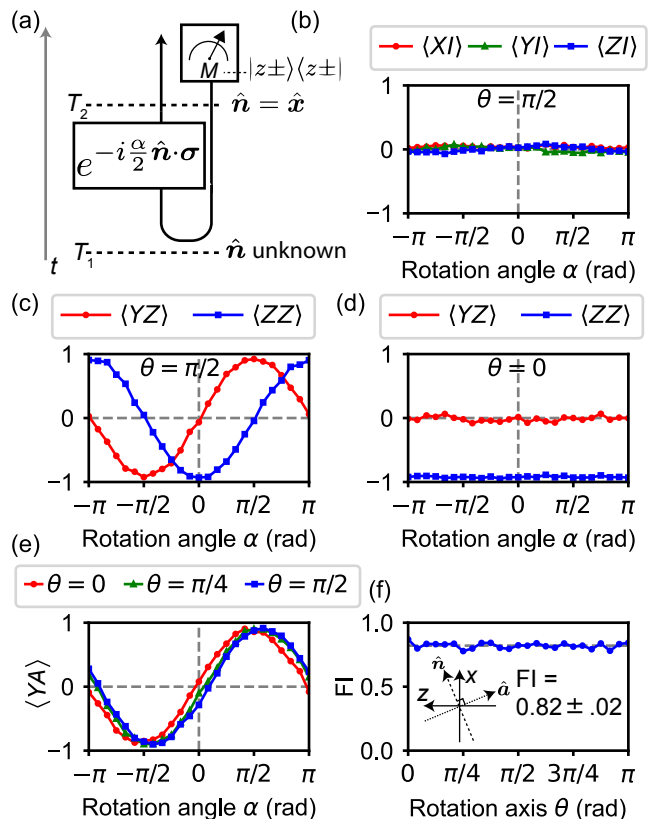 (a)
M
|z±⟩⟨z±|
T₂
n̂ = x̂
e^{-i α/2 n̂·σ}
t
T₁
n̂ unknown
(b)
⟨XI⟩ ⟨YI⟩ ⟨ZI⟩
θ = π/2
1
0
−1
−π −π/2 0 π/2 π
Rotation angle α (rad)
(c)
⟨YZ⟩ ⟨ZZ⟩
θ = π/2
1
0
−1
−π −π/2 0 π/2 π
Rotation angle α (rad)
(d)
⟨YZ⟩ ⟨ZZ⟩
θ = 0
1
0
−1
−π −π/2 0 π/2 π
Rotation angle α (rad)
(e)
θ = 0 θ = π/4 θ = π/2
⟨YA⟩
1
0
−1
−π −π/2 0 π/2 π
Rotation angle α (rad)
(f)
FI
1.0
0.5
0.0
n̂
x
z
â
FI =
0.82 ± .02
0 π/4 π/2 3π/4 π
Rotation axis θ (rad)